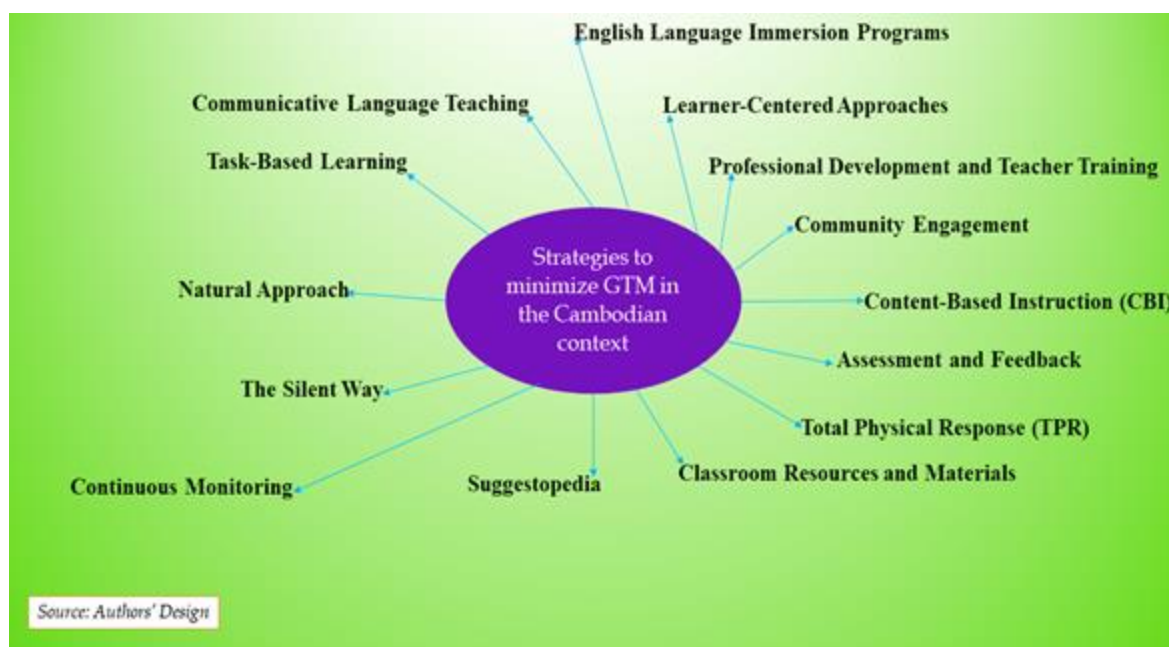 English Language Immersion Programs
Communicative Language Teaching
Learner-Centered Approaches
Task-Based Learning
Professional Development and Teacher Training
Community Engagement
Strategies to
minimize GTM in
the Cambodian
context
Natural Approach
Content-Based Instruction (CBI)
Assessment and Feedback
The Silent Way
Total Physical Response (TPR)
Classroom Resources and Materials
Suggestopedia
Continuous Monitoring
Source: Authors' Design